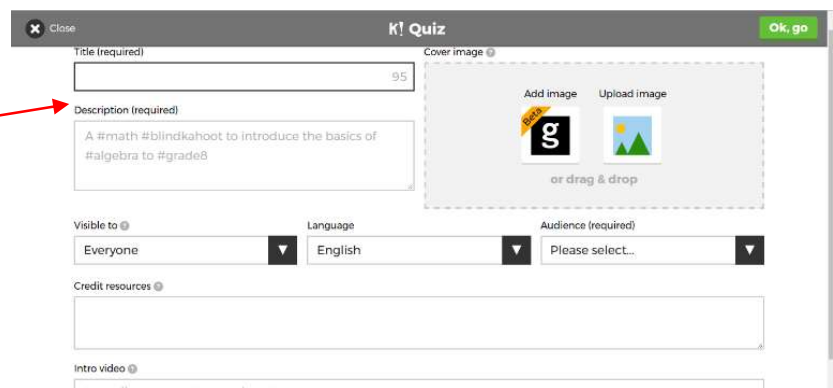 Close
K! Quiz
Ok, go
Title (required)
95
Cover image
Add image
Upload image
Beta
g
or drag & drop
Description (required)
A #math #blindkahoot to introduce the basics of
#algebra to #grade8
Visible to
Language
Audience (required)
Everyone
English
Please select...
Credit resources
Intro video